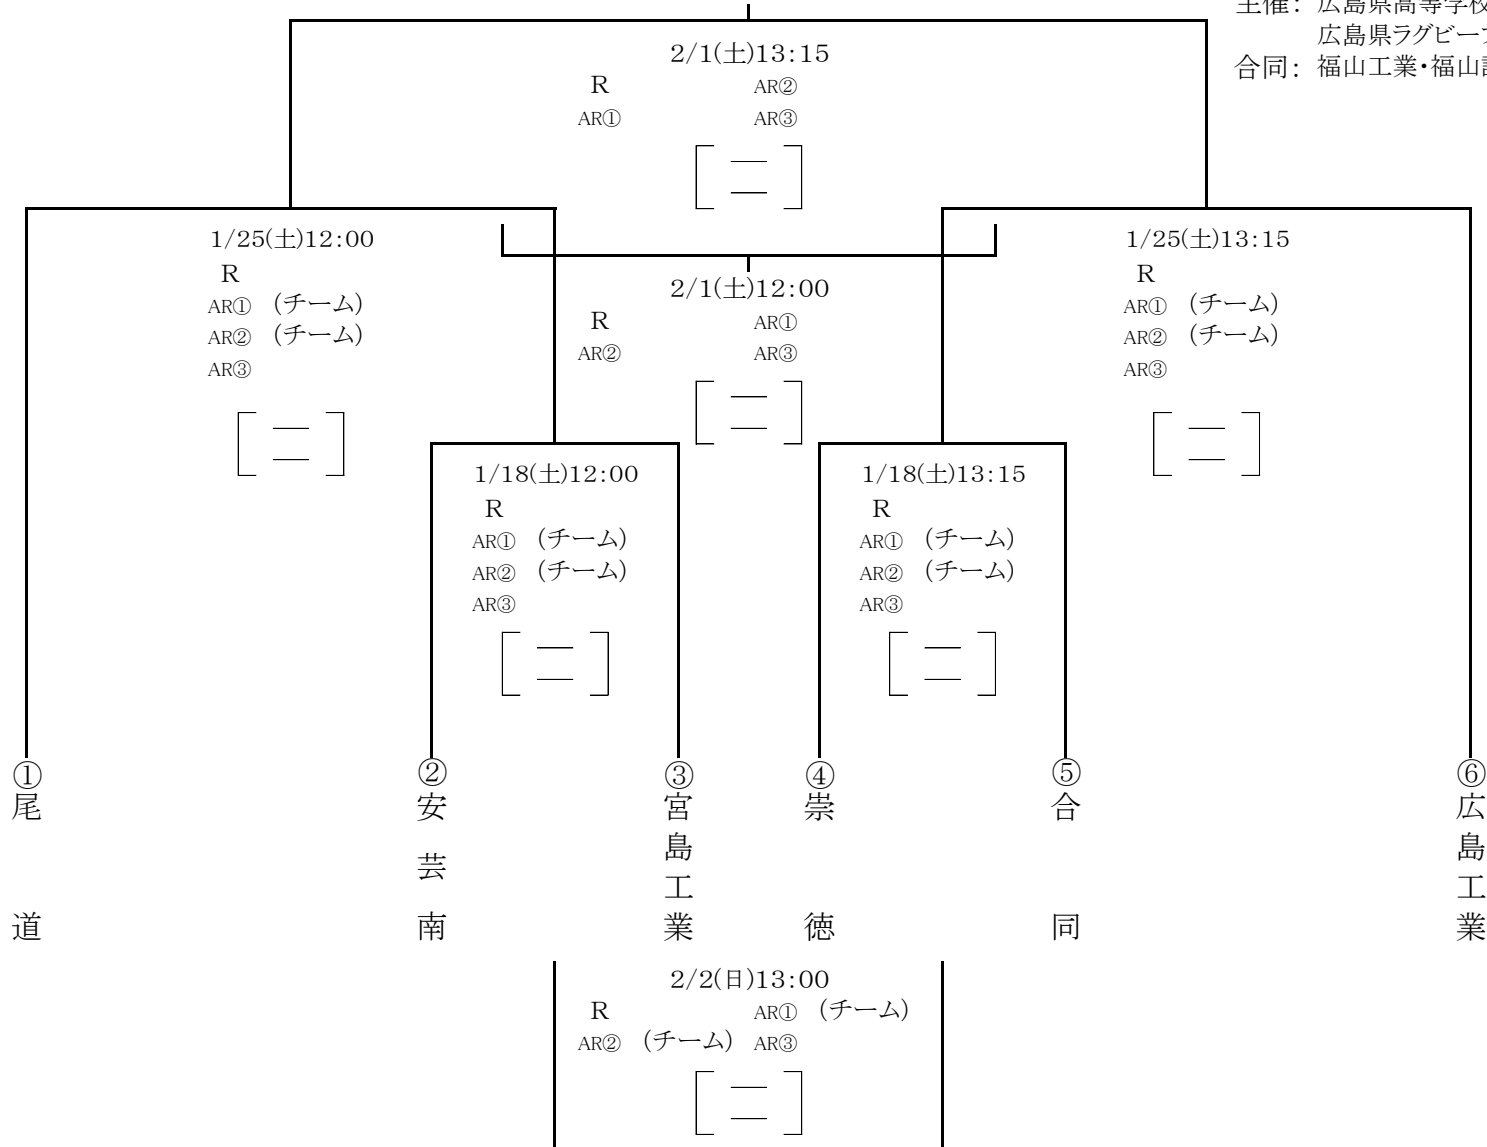 主催: 広島県高等学校
広島県ラグビーフ
合同: 福山工業・福山
2/1(土)13:15
R AR②
AR① AR③
1/25(土)12:00
R
AR① (チーム)
AR② (チーム)
AR③
2/1(土)12:00
R AR①
AR② AR③
1/25(土)13:15
R
AR① (チーム)
AR② (チーム)
AR③
1/18(土)12:00
R
AR① (チーム)
AR② (チーム)
AR③
1/18(土)13:15
R
AR① (チーム)
AR② (チーム)
AR③
①尾道
②安芸南
③宮島工業
④崇徳
⑤合同
⑥広島工業
2/2(日)13:00
R AR① (チーム)
AR② (チーム) AR③